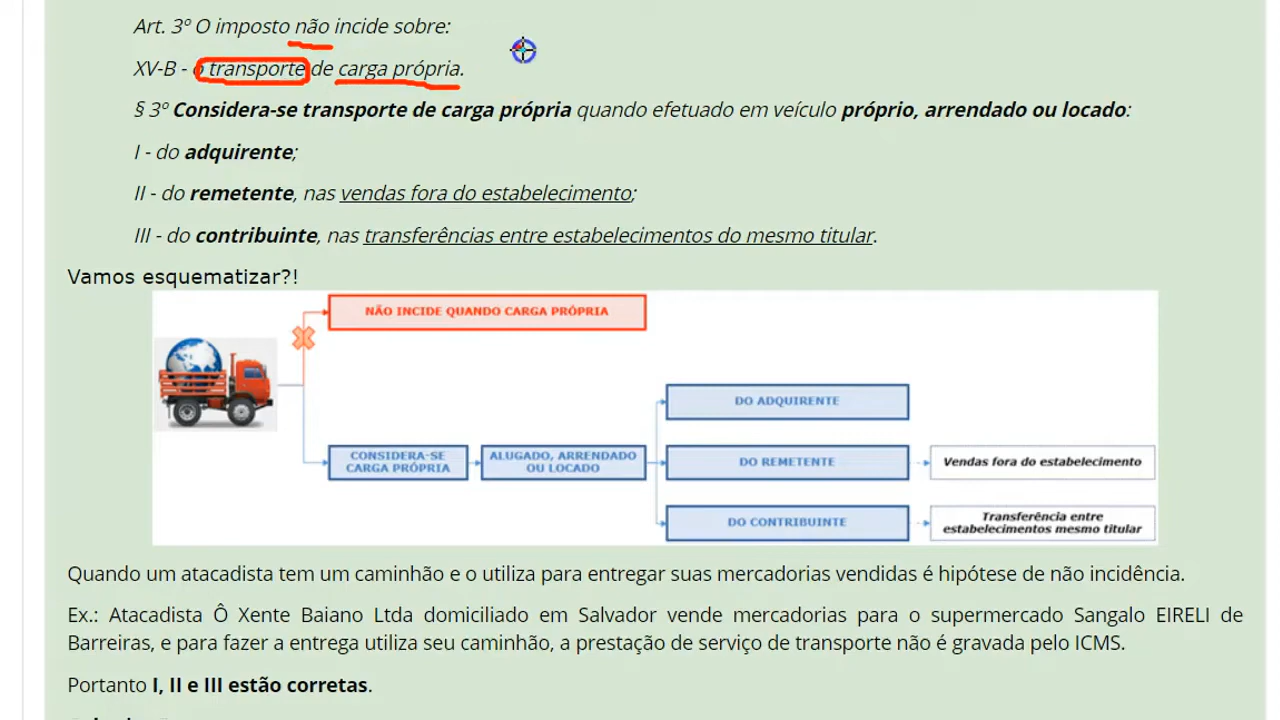 Art. 3º O imposto não incide sobre:
XV-B - o transporte de carga própria.
§ 3º Considera-se transporte de carga própria quando efetuado em veículo próprio, arrendado ou locado:
I - do adquirente;
II - do remetente, nas vendas fora do estabelecimento;
III - do contribuinte, nas transferências entre estabelecimentos do mesmo titular.
Vamos esquematizar?!
NÃO INCIDE QUANDO CARGA PRÓPRIA
CONSIDERA-SE
CARGA PRÓPRIA
ALUGADO, ARRENDADO
OU LOCADO
DO ADQUIRENTE
DO REMETENTE
Vendas fora do estabelecimento
DO CONTRIBUINTE
Transferência entre
estabelecimentos mesmo titular
Quando um atacadista tem um caminhão e o utiliza para entregar suas mercadorias vendidas é hipótese de não incidência.
Ex.: Atacadista Ô Xente Baiano Ltda domiciliado em Salvador vende mercadorias para o supermercado Sangalo EIRELI de
Barreiras, e para fazer a entrega utiliza seu caminhão, a prestação de serviço de transporte não é gravada pelo ICMS.
Portanto I, II e III estão corretas.